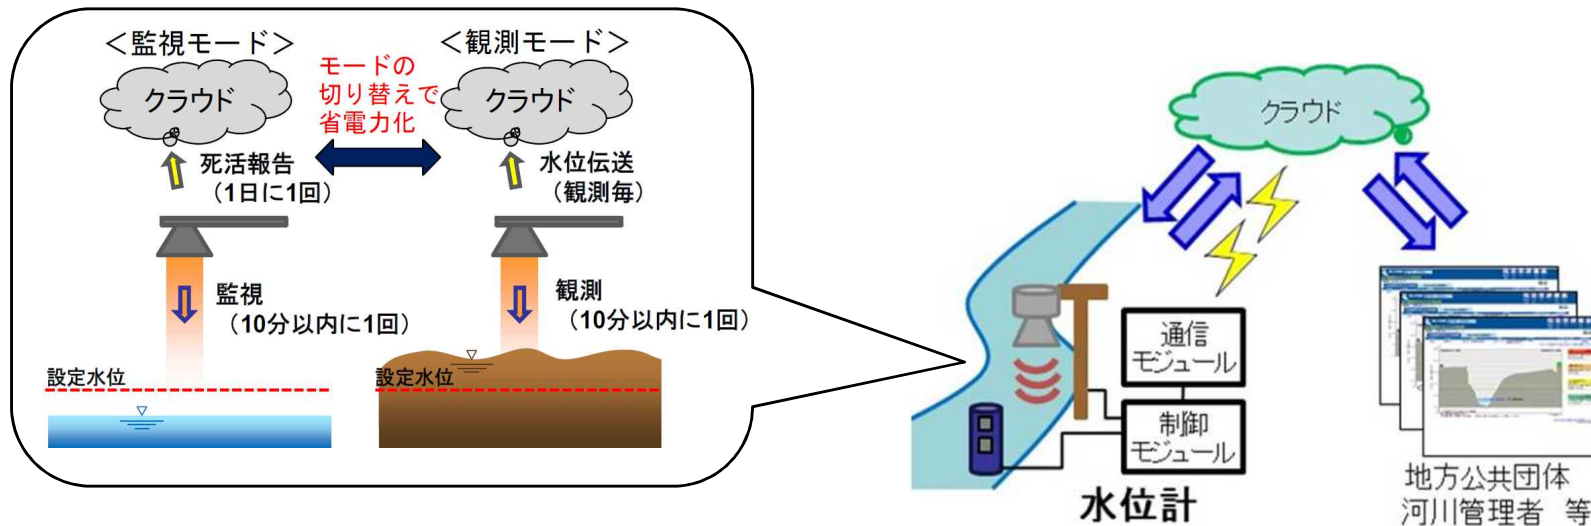 ＜監視モード＞
クラウド
死活報告
（1日に1回）
監視
（10分以内に1回）
設定水位
モードの
切り替えで
省電力化
＜観測モード＞
クラウド
水位伝送
（観測毎）
観測
（10分以内に1回）
設定水位
クラウド
通信
モジュール
制御
モジュール
水位計
地方公共団体
河川管理者　等